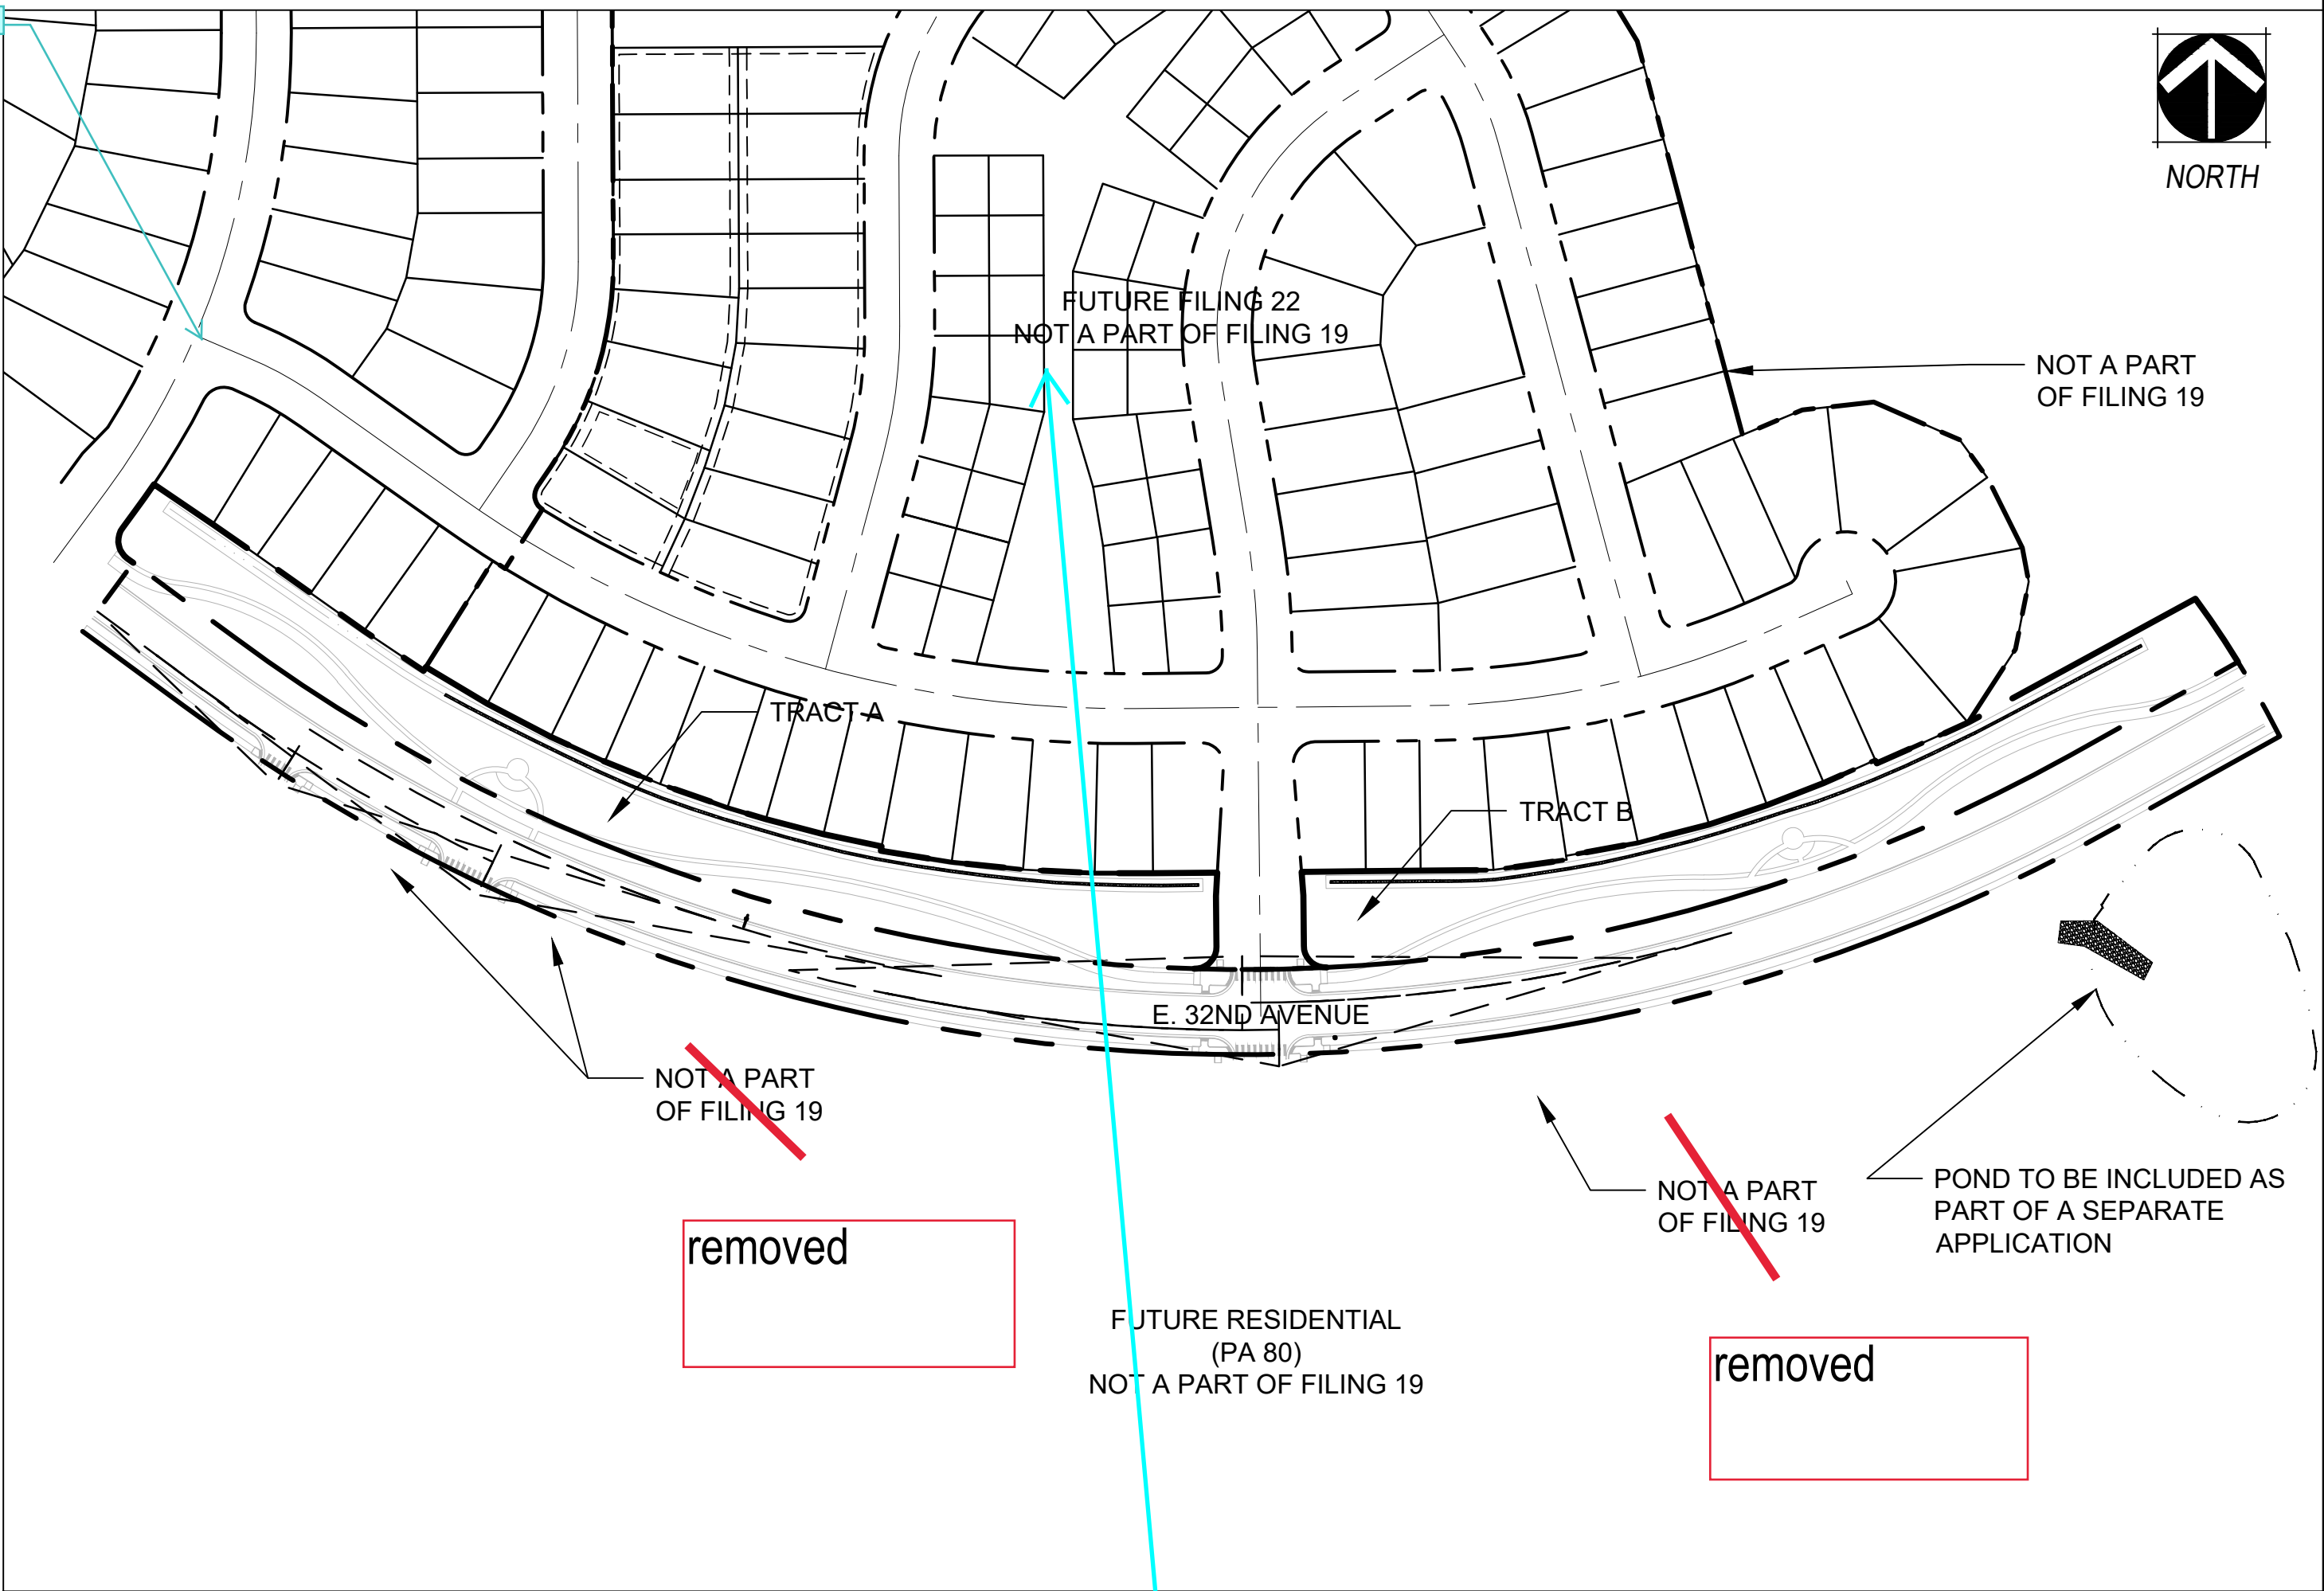 NORTH
FUTURE FILING 22
NOT A PART OF FILING 19
NOT A PART
OF FILING 19
TRACT A
TRACT B
E. 32ND AVENUE
NOT A PART
OF FILING 19
NOT A PART
OF FILING 19
POND TO BE INCLUDED AS
PART OF A SEPARATE
APPLICATION
removed
FUTURE RESIDENTIAL
(PA 80)
NOT A PART OF FILING 19
removed